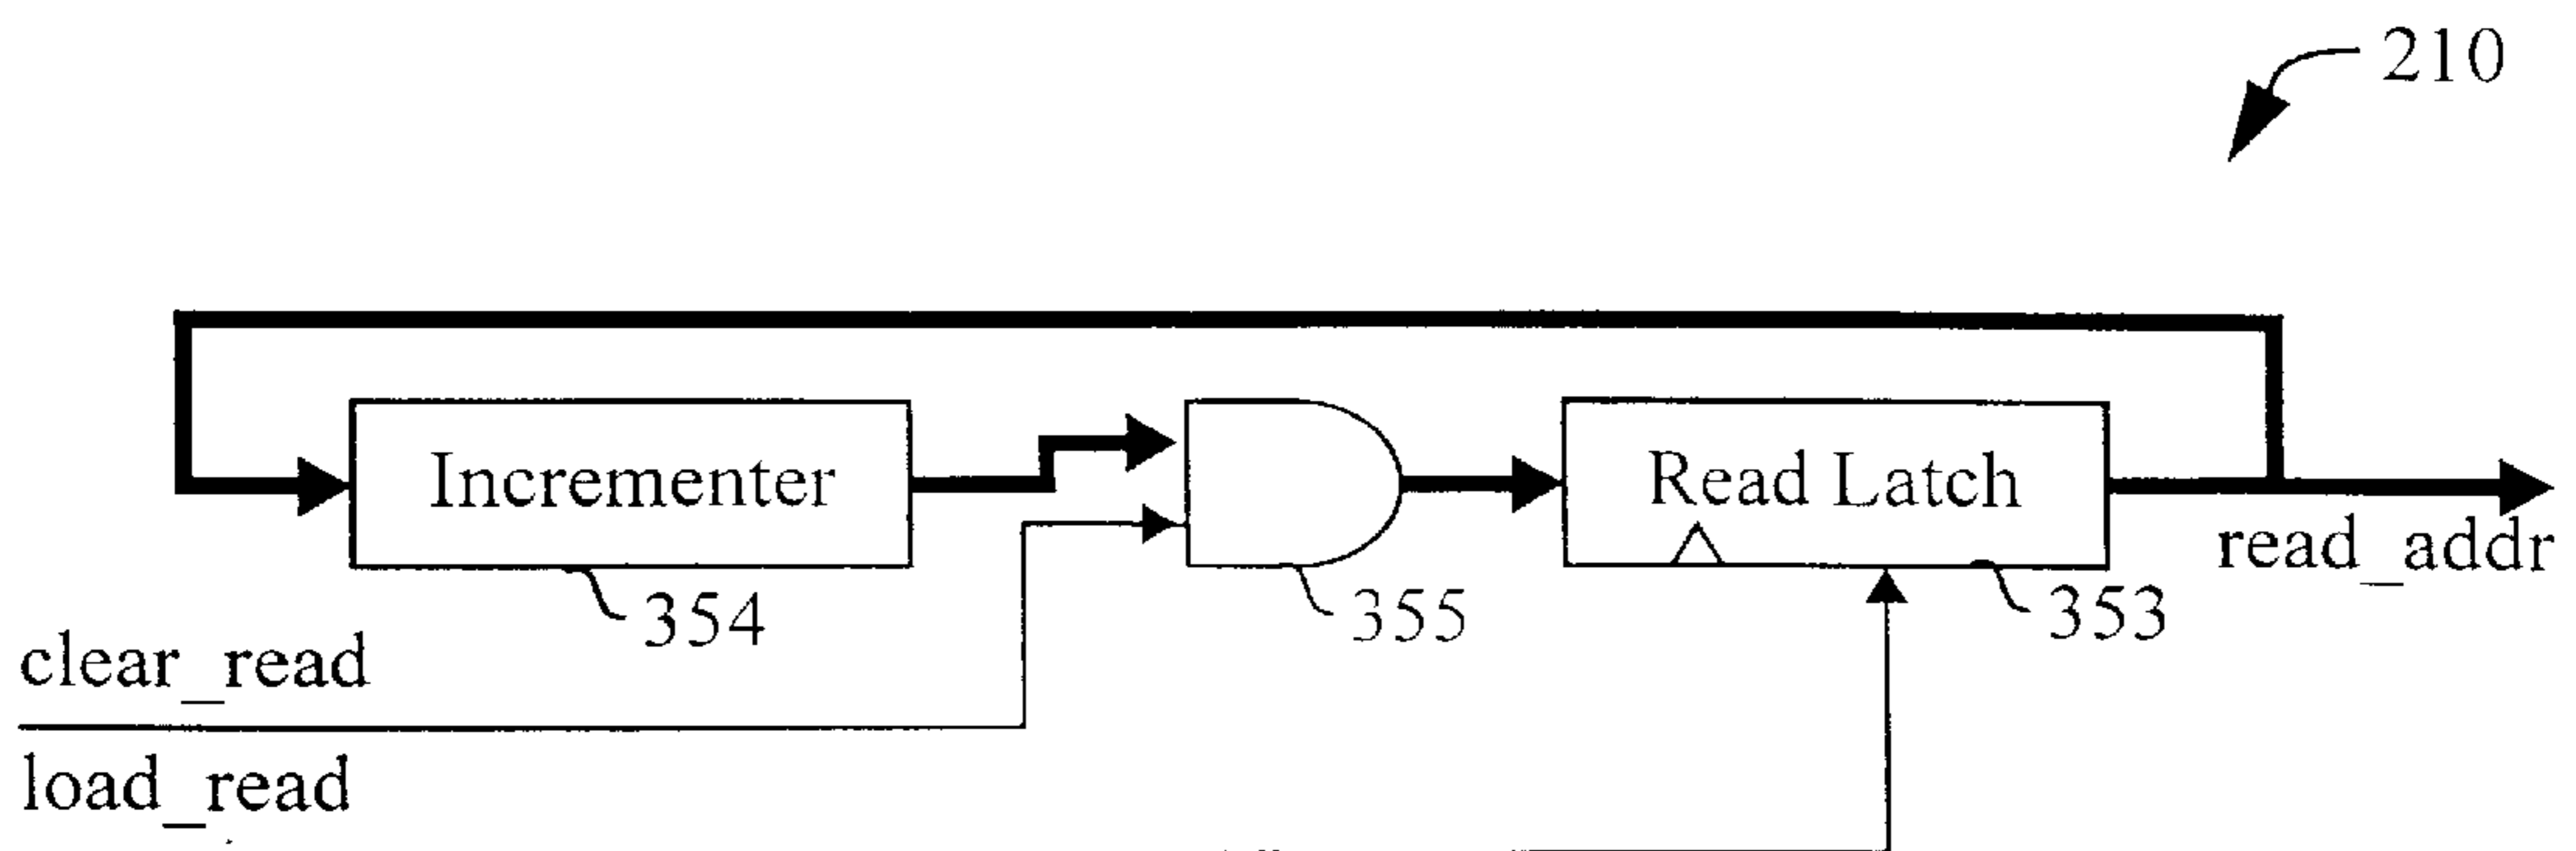 210
Incrementer
Read Latch
read_addr
354
355
353
clear_read
load_read